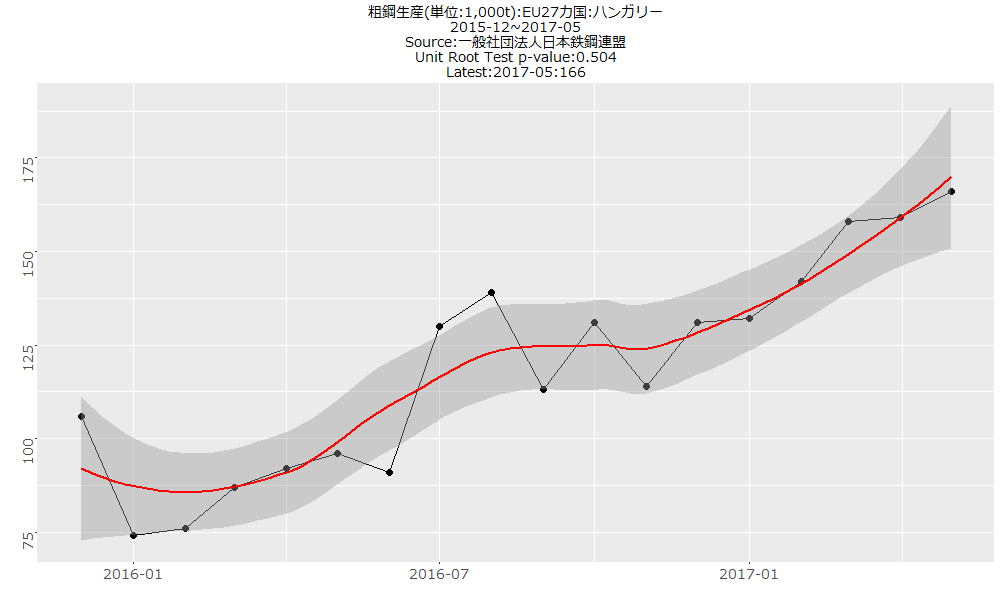 粗鋼生産(単位:1,000t):EU27カ国:ハンガリー
2015-12~2017-05
Source:一般社団法人日本鉄鋼連盟
Unit Root Test p-value:0.504
Latest:2017-05:166
175
150
125
100
75
2016-01
2016-07
2017-01